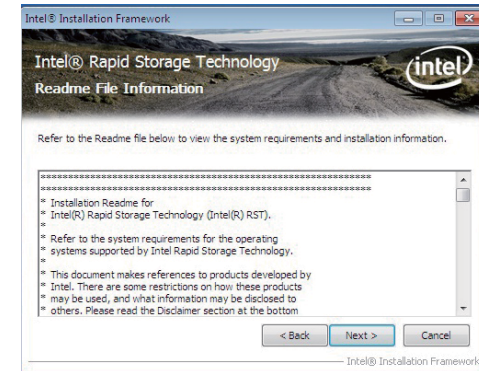 Intel® Installation Framework
Intel® Rapid Storage Technology
Readme File Information
(intel)
Refer to the Readme file below to view the system requirements and installation information.
************************************************************
************************************************************
* Installation Readme for
* Intel(R) Rapid Storage Technology (Intel(R) RST).
*
* Refer to the system requirements for the operating
* systems supported by Intel Rapid Storage Technology.
*
* This document makes references to products developed by
* Intel. There are some restrictions on how these products
* may be used, and what information may be disclosed to
* others. Please read the Disclaimer section at the bottom
< Back Next > Cancel
Intel® Installation Framework